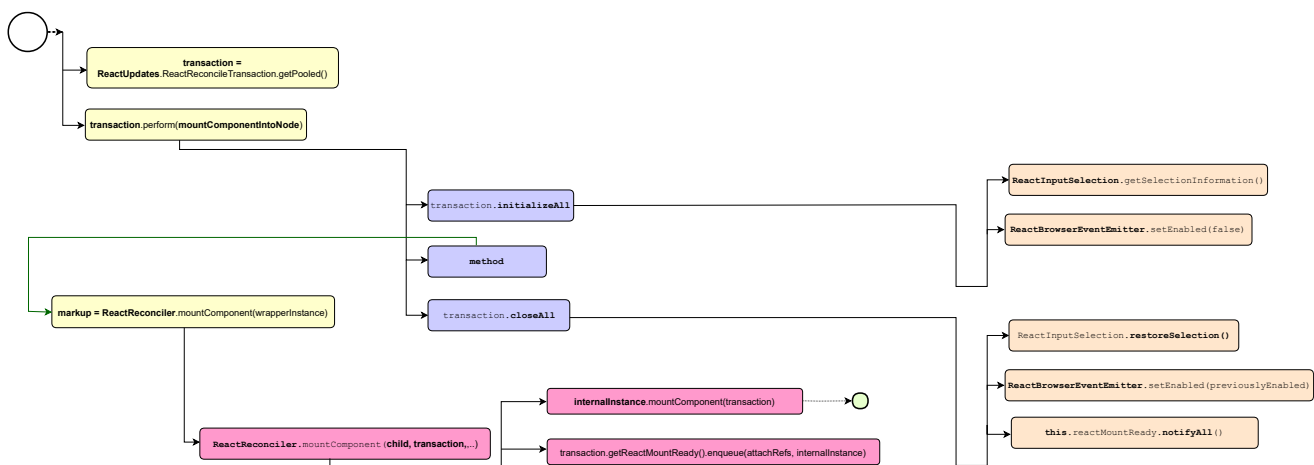 transaction =
ReactUpdates.ReactReconcileTransaction.getPooled()
transaction.perform(mountComponentIntoNode)
ReactInputSelection.getSelectionInformation()
transaction.initializeAll
ReactBrowserEventEmitter.setEnabled(false)
method
markup = ReactReconciler.mountComponent(wrapperInstance)
transaction.closeAll
ReactInputSelection.restoreSelection()
ReactBrowserEventEmitter.setEnabled(previouslyEnabled)
internalInstance.mountComponent(transaction)
this.reactMountReady.notifyAll()
ReactReconciler.mountComponent(child, transaction,...)
transaction.getReactMountReady().enqueue(attachRefs, internalInstance)